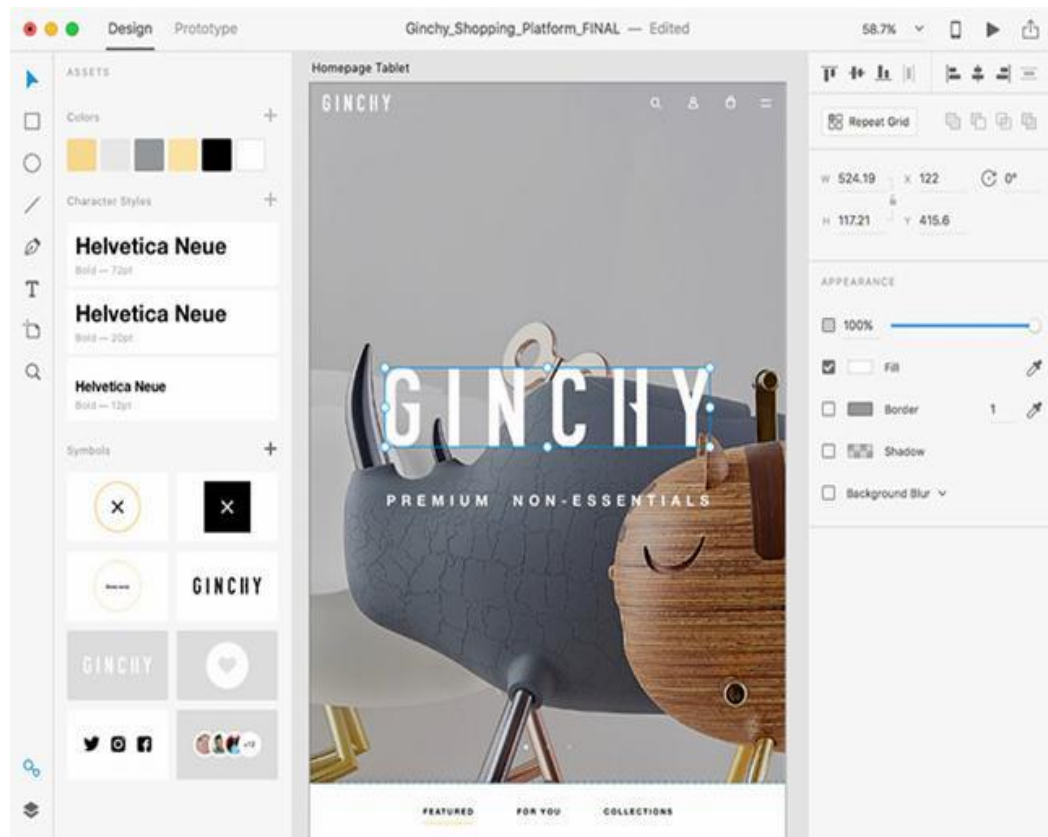 Design Prototype
Ginchy_Shopping_Platform_FINAL — Edited
58.7%
ASSETS
Colors
Character Styles
Helvetica Neue
Bold — 72pt
Helvetica Neue
Bold — 20pt
Helvetica Neue
Bold — 12pt
Symbols
GINCHY
GINCHY
+12
Homepage Tablet
GINCHY
GINCHY
PREMIUM NON-ESSENTIALS
FEATURED FOR YOU COLLECTIONS
Repeat Grid
W 524.19 X 122 0°
H 117.21 Y 415.6
APPEARANCE
100%
Fill
Border 1
Shadow
Background Blur